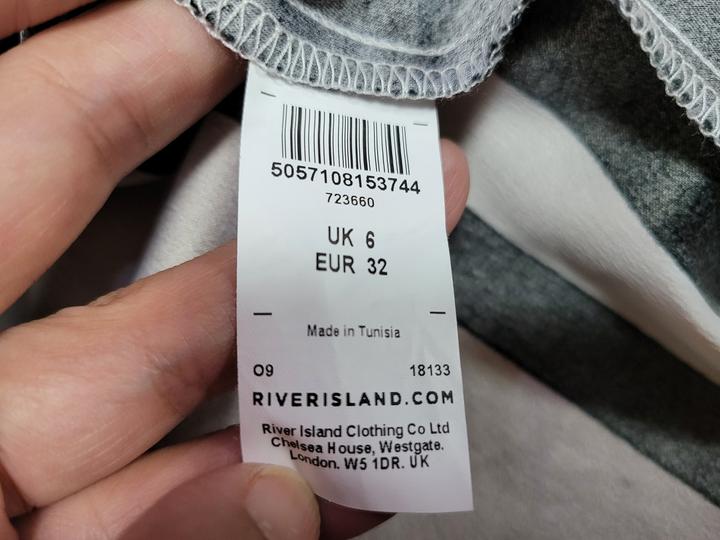 5057108153744
723660
UK 6
EUR 32
Made in Tunisia
09 18133
RIVERISLAND.COM
River Island Clothing Co Ltd
Chelsea House, Westgate.
London. W5 1DR. UK